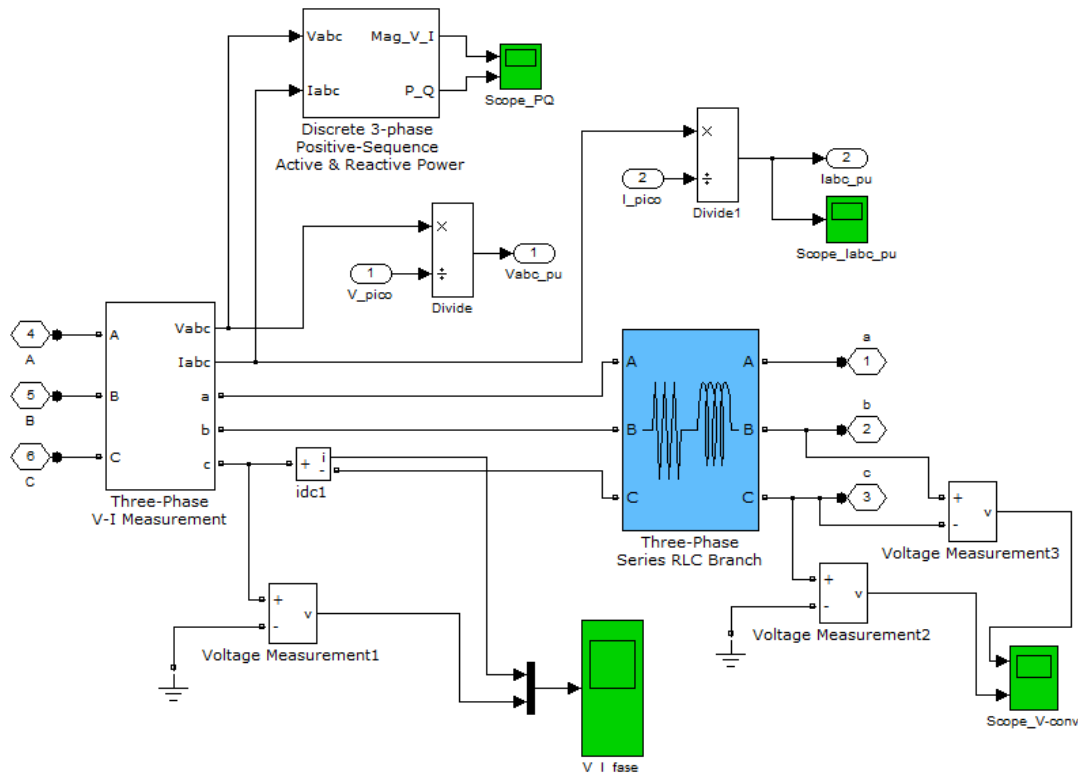 Vabc
Mag_V_I
Iabc
P_Q
Scope_PQ
Discrete 3-phase
Positive-Sequence
Active & Reactive Power
×
÷
2
I_pico
Divide1
2
Iabc_pu
Scope_Iabc_pu
×
÷
1
V_pico
Divide
1
Vabc_pu
4
A
5
B
6
C
A
B
C
Vabc
Iabc
a
b
c
Three-Phase
V-I Measurement
+
i
-
idc1
A
B
C
A
B
C
Three-Phase
Series RLC Branch
a
1
b
2
c
3
+
-
v
Voltage Measurement3
+
-
v
Voltage Measurement2
+
-
v
Voltage Measurement1
V_I_fase
Scope_V-conv